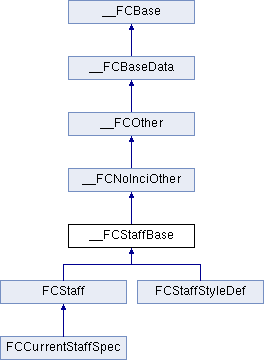 __FCBase
__FCBaseData
__FCOther
__FCNoInciOther
__FCStaffBase
FCStaff
FCStaffStyleDef
FCCurrentStaffSpec